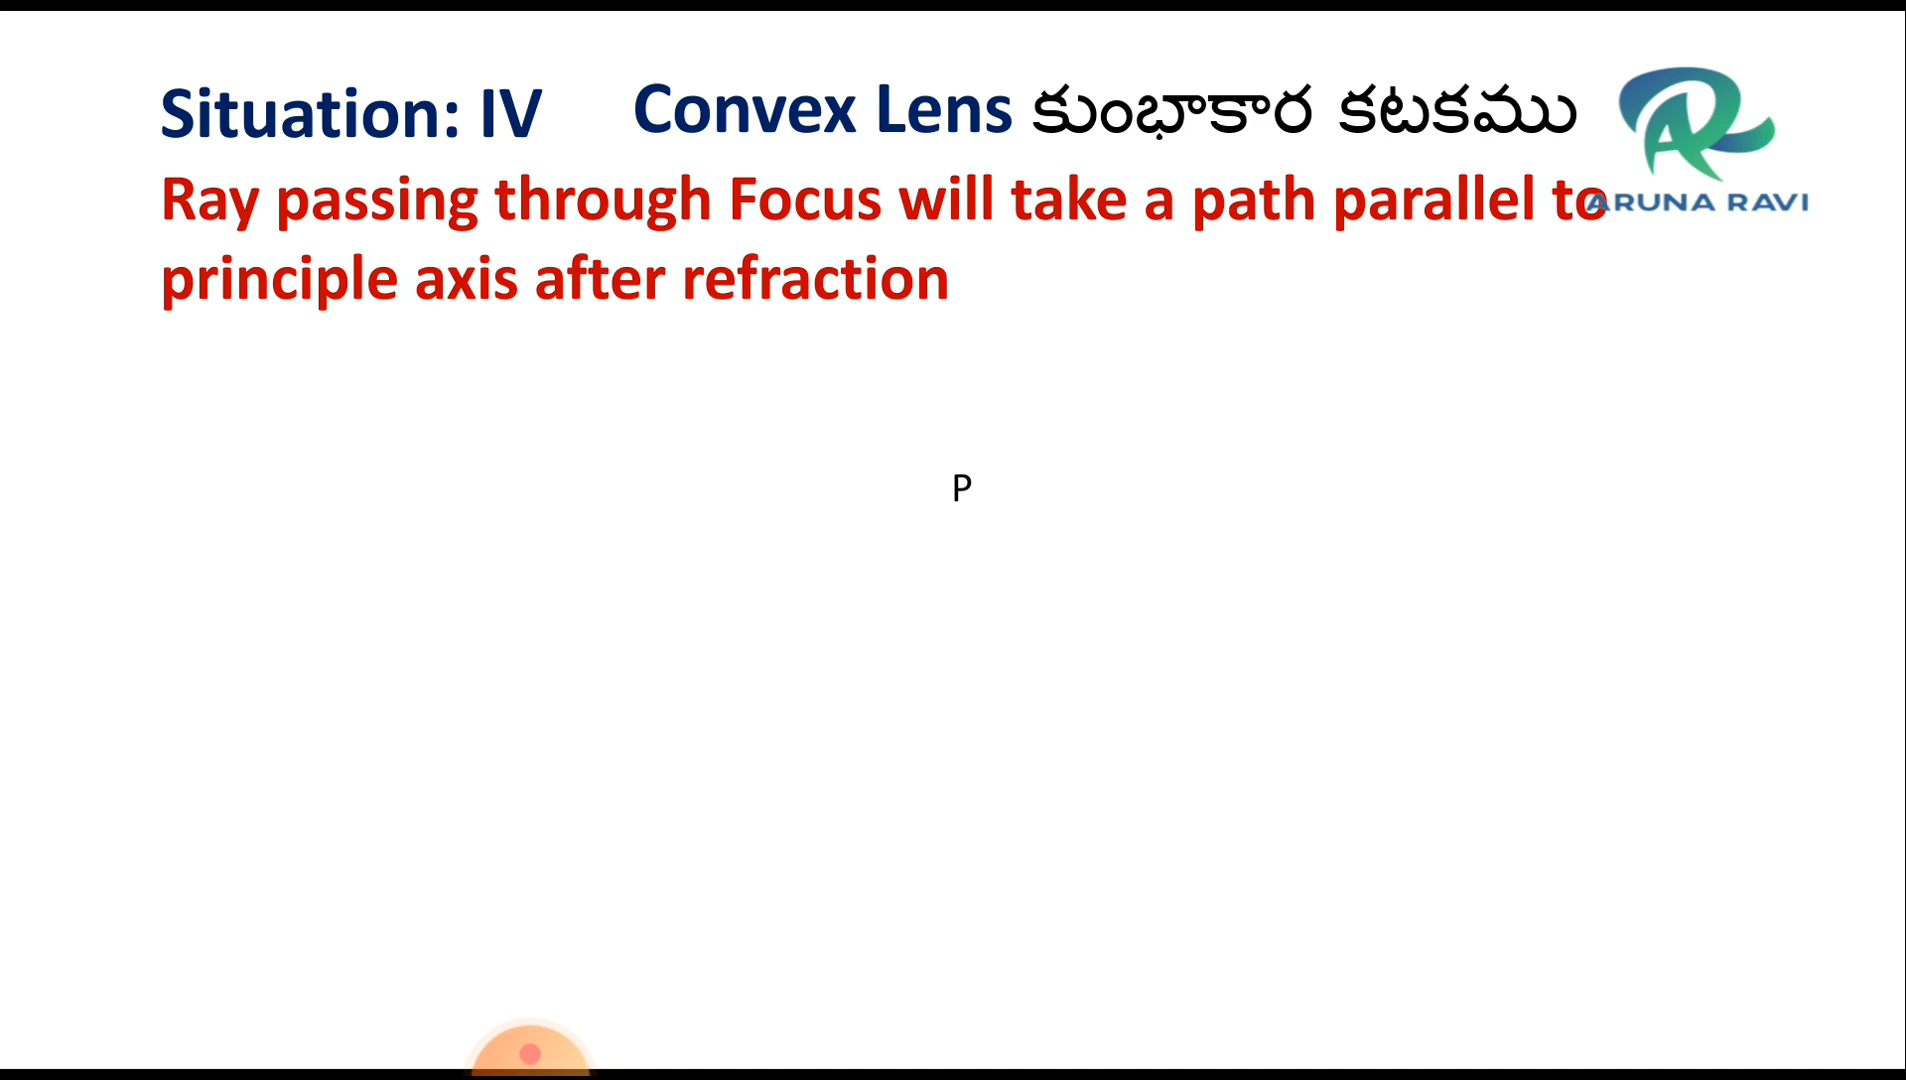 Situation: IV Convex Lens కుంభాకార కటకము
Ray passing through Focus will take a path parallel to
ARUNA RAVI
principle axis after refraction
P